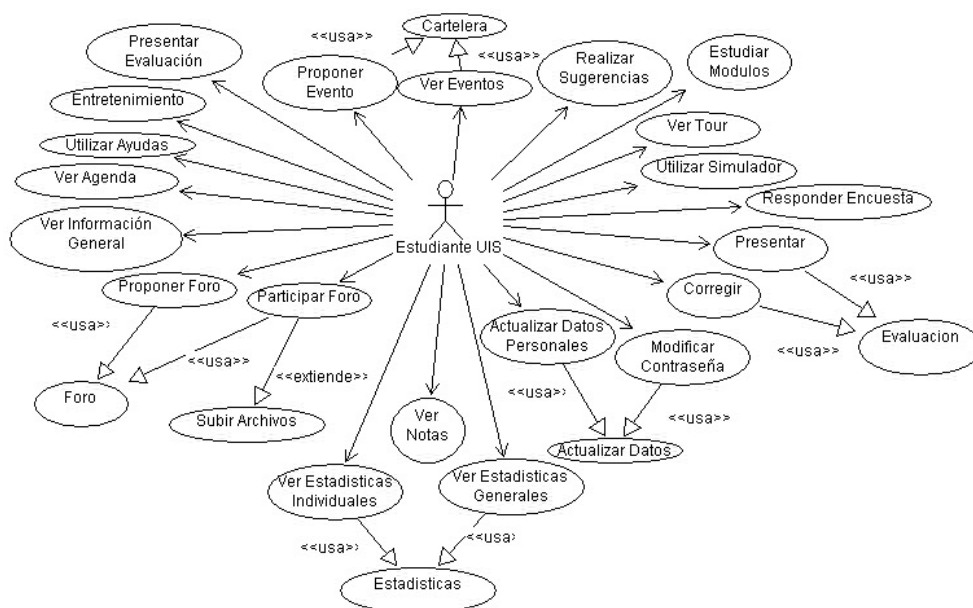 Cartelera
<<usa>>
<<usa>>
Presentar
Evaluación
Proponer
Evento
Ver Eventos
Realizar
Sugerencias
Estudiar
Modulos
Entretenimiento
Utilizar Ayudas
Ver Agenda
Ver Información
General
Ver Tour
Utilizar Simulador
Responder Encuesta
Estudiante UIS
Presentar
<<usa>>
Proponer Foro
Participar Foro
Corregir
<<usa>>
<<usa>>
<<usa>>
Evaluacion
Actualizar Datos
Personales
Modificar
Contraseña
<<extiende>>
Foro
Subir Archivos
<<usa>>
<<usa>>
Ver
Notas
Actualizar Datos
Ver Estadisticas
Individuales
Ver Estadisticas
Generales
<<usa>>
<<usa>>
Estadisticas